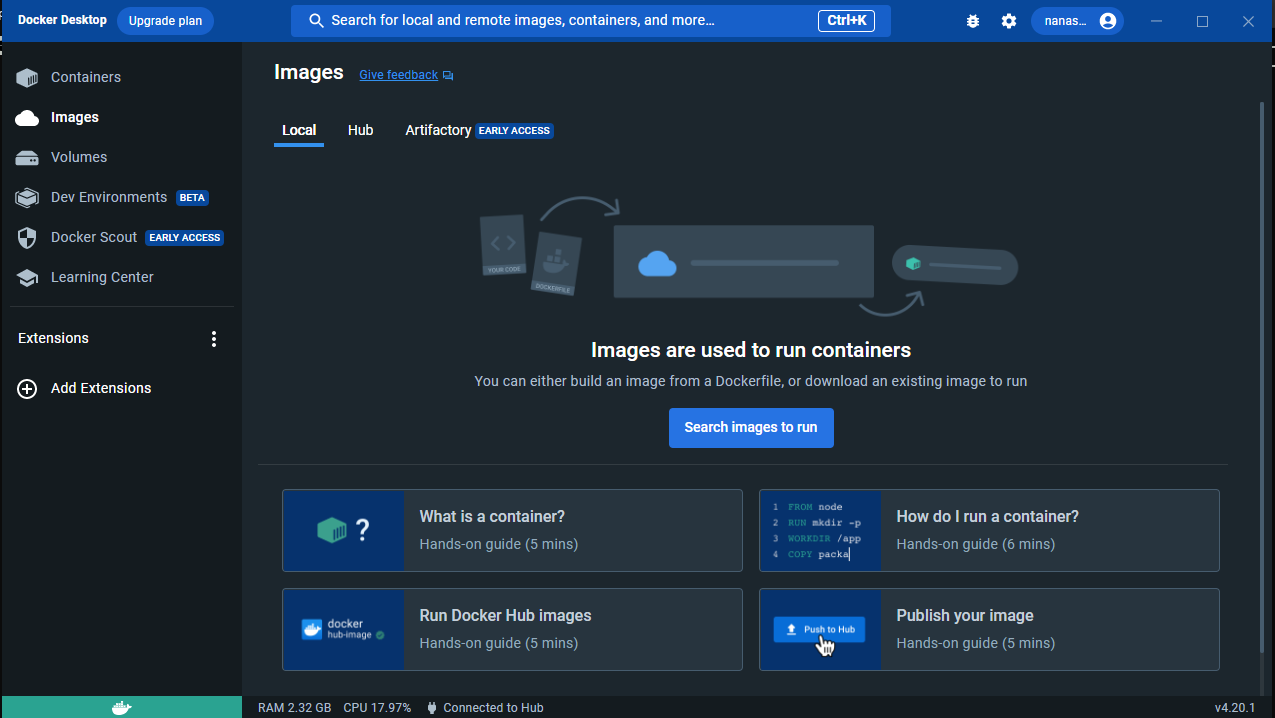 Docker Desktop
Upgrade plan
Search for local and remote images, containers, and more...
Ctrl+K
nanas...
Containers
Images
Volumes
Dev Environments BETA
Docker Scout EARLY ACCESS
Learning Center
Extensions
Add Extensions
Images
Give feedback
Local
Hub
Artifactory EARLY ACCESS
YOUR CODE
DOCKERFILE
Images are used to run containers
You can either build an image from a Dockerfile, or download an existing image to run
Search images to run
?
What is a container?
Hands-on guide (5 mins)
1 FROM node
2 RUN mkdir -p
3 WORKDIR /app
4 COPY packa
How do I run a container?
Hands-on guide (6 mins)
docker
hub-image
Run Docker Hub images
Hands-on guide (5 mins)
Push to Hub
Publish your image
Hands-on guide (5 mins)
RAM 2.32 GB CPU 17.97% Connected to Hub
v4.20.1